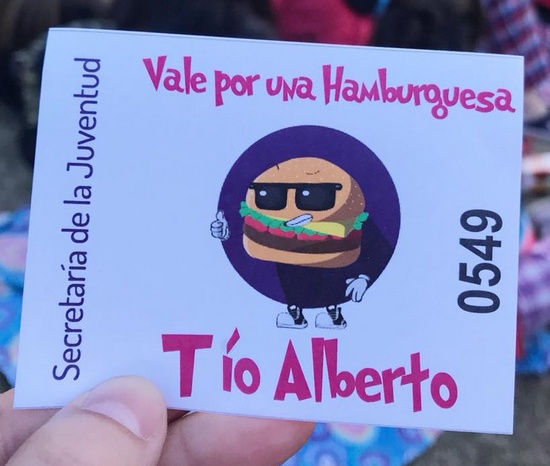 Secretaría de la Juventud
Vale por una Hamburguesa
0549
Tío Alberto